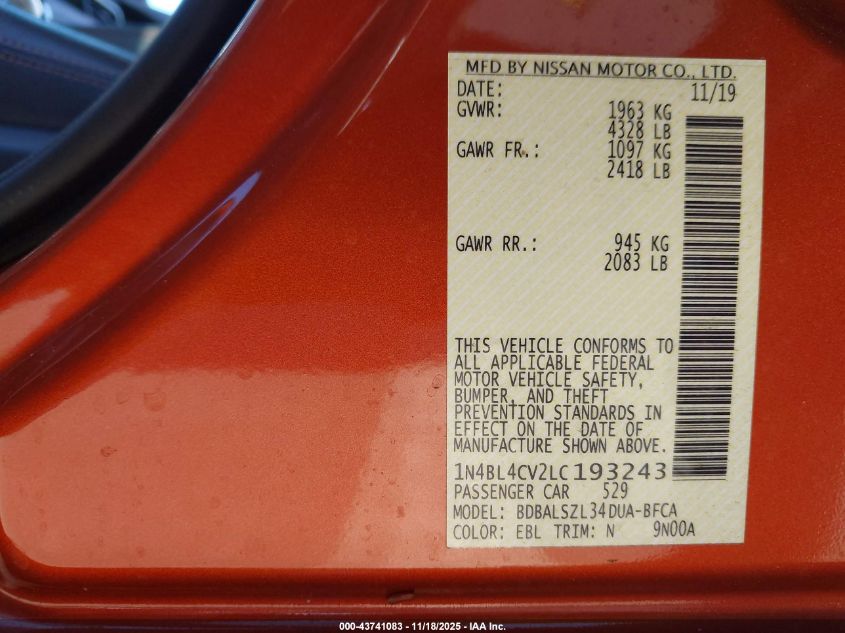 MFD BY NISSAN MOTOR CO., LTD.
DATE: 11/19
GVWR: 1963 KG
4328 LB
GAWR FR.: 1097 KG
2418 LB
GAWR RR.: 945 KG
2083 LB
THIS VEHICLE CONFORMS TO
ALL APPLICABLE FEDERAL
MOTOR VEHICLE SAFETY,
BUMPER, AND THEFT
PREVENTION STANDARDS IN
EFFECT ON THE DATE OF
MANUFACTURE SHOWN ABOVE.
1N4BL4CV2LC193243
PASSENGER CAR 529
MODEL: BDBALSZL34DUA-BFCA
COLOR: EBL TRIM: N 9N00A
000-43741083 - 11/18/2025 - IAA Inc.